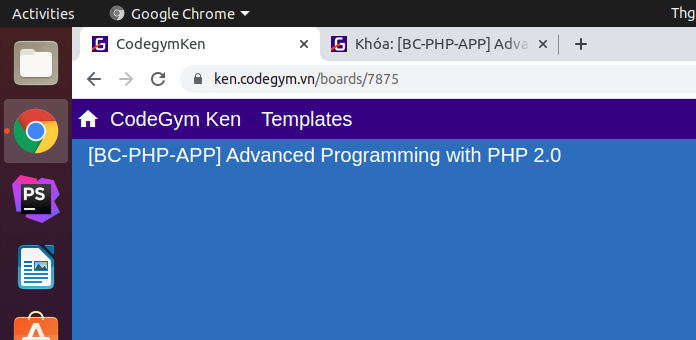 Activities Google Chrome Thg
CodegymKen Khóa: [BC-PHP-APP] Adva
ken.codegym.vn/boards/7875
CodeGym Ken Templates
[BC-PHP-APP] Advanced Programming with PHP 2.0
PS